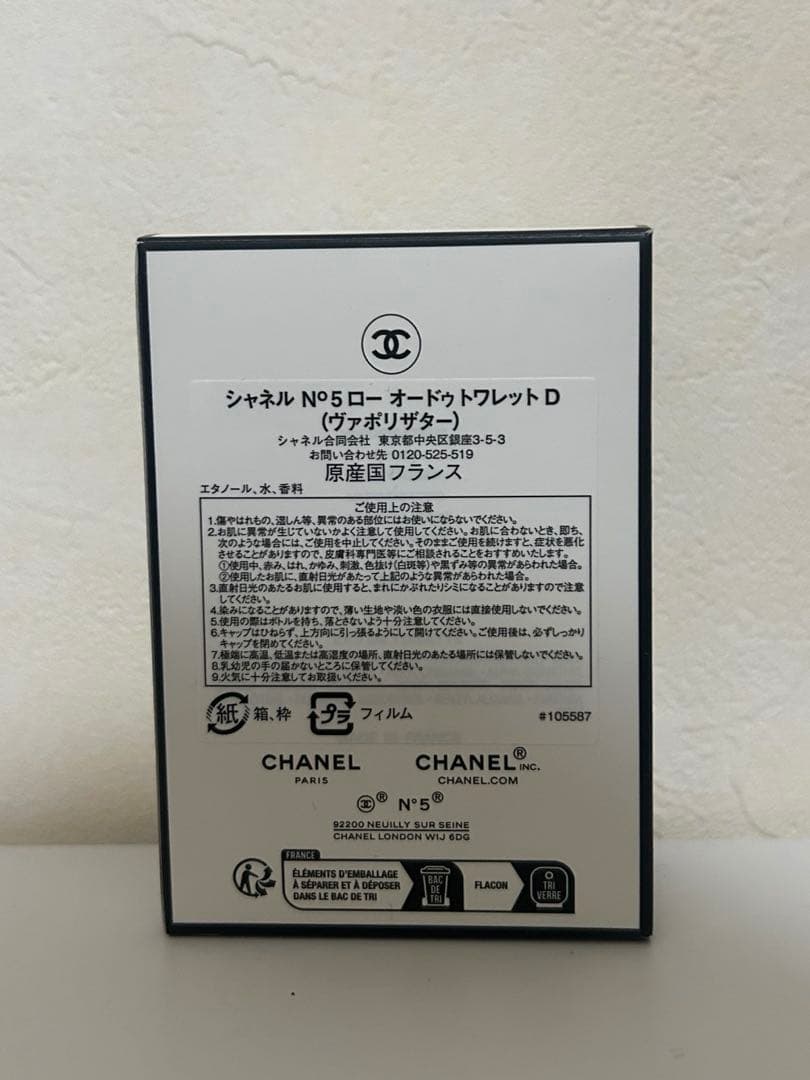 シャネル Nº5 ロー オードゥトワレット D
(ヴァポリザター)
シャネル合同会社 東京都中央区銀座3-5-3
お問い合わせ先 0120-525-519
原産国フランス
エタノール、水、香料
ご使用上の注意
1.傷やはれもの、湿しん等、異常のある部位にはお使いにならないでください。
2.お肌に異常が生じていないかよく注意して使用してください。お肌に合わないとき、即ち、
次のような場合には、ご使用を中止してください。そのままご使用を続けますと、症状を悪化
させることがありますので、皮膚科専門医等にご相談されることをおすすめいたします。
①使用中、赤み、はれ、かゆみ、刺激、色抜け(白斑等)や黒ずみ等の異常があらわれた場合。
②使用したお肌に、直射日光があたって上記のような異常があらわれた場合。
3.直射日光のあたるお肌に使用すると、まれにかぶれたりシミになることがありますので注意
してください。
4.染みになることがありますので、薄い生地や淡い色の衣服には直接使用しないでください。
5.使用の際はボトルを持ち、落とさないよう十分注意してください。
6.キャップはひねらず、上方向に引っ張るようにして開けてください。ご使用後は、必ずしっかり
キャップを閉めてください。
7.極端に高温、低温または高湿度の場所、直射日光のあたる場所には保管しないでください。
8.乳幼児の手の届かないところに保管してください。
9.火気に十分注意してお取扱いください。
紙 箱、枠 プラ フィルム #105587
CHANEL CHANEL® INC.
PARIS CHANEL.COM
® N°5®
92200 NEUILLY SUR SEINE
CHANEL LONDON W1J 6DG
FRANCE
ÉLÉMENTS D'EMBALLAGE
À SÉPARER ET À DÉPOSER
DANS LE BAC DE TRI
BAC
DE
TRI
FLACON
TRI
VERRE